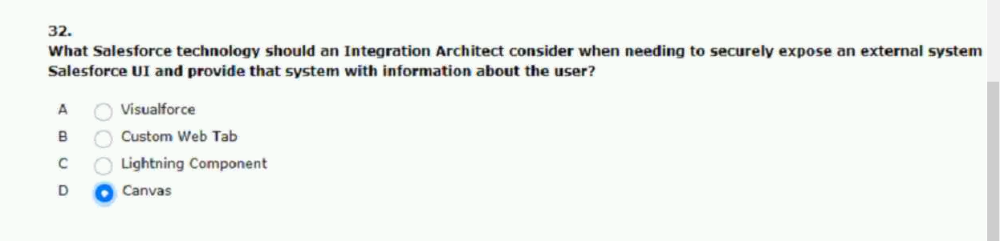 32.
What Salesforce technology should an Integration Architect consider when needing to securely expose an external system
Salesforce UI and provide that system with information about the user?
A Visualforce
B Custom Web Tab
C Lightning Component
D Canvas